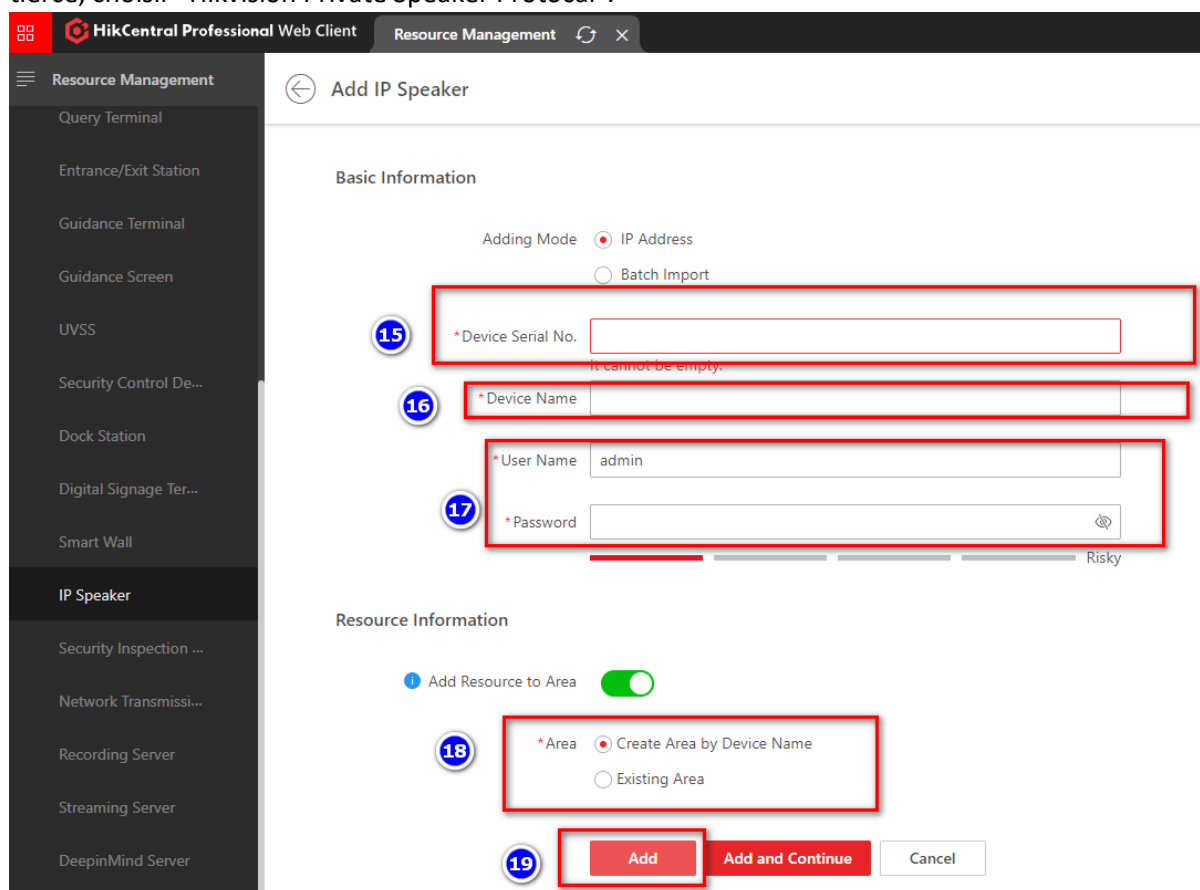 HikCentral Professional Web Client Resource Management
Resource Management
Add IP Speaker
Query Terminal
Entrance/Exit Station
Guidance Terminal
Guidance Screen
UVSS
Security Control De...
Dock Station
Digital Signage Ter...
Smart Wall
IP Speaker
Security Inspection ...
Network Transmissi...
Recording Server
Streaming Server
DeepinMind Server
Basic Information
Adding Mode IP Address
Batch Import
15 *Device Serial No.
It cannot be empty.
16 *Device Name
*User Name admin
17 *Password
Risky
Resource Information
Add Resource to Area
18 *Area Create Area by Device Name
Existing Area
19 Add Add and Continue Cancel